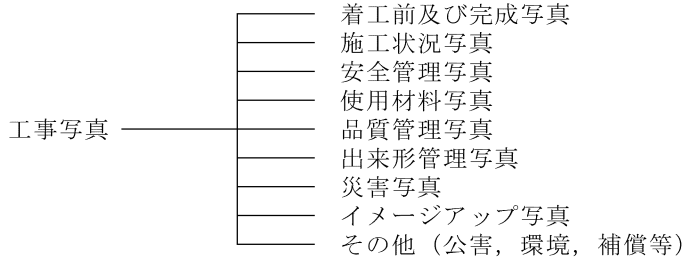 工事写真
着工前及び完成写真
施工状況写真
安全管理写真
使用材料写真
品質管理写真
出来形管理写真
災害写真
イメージアップ写真
その他（公害，環境，補償等）